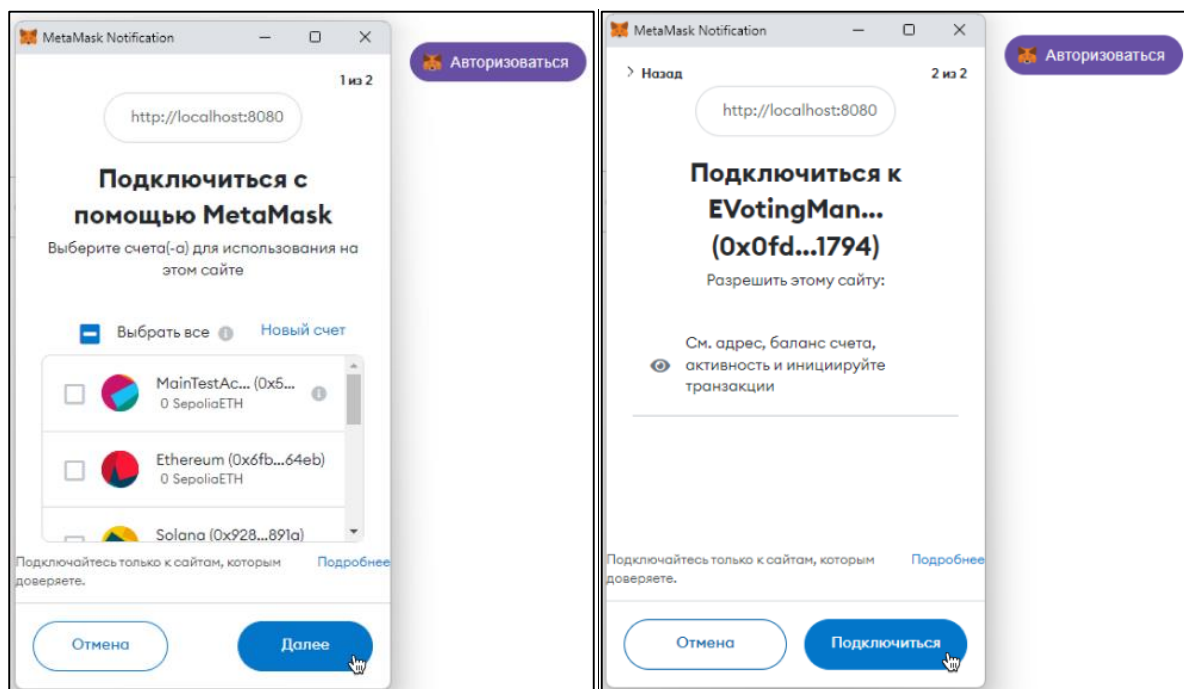 MetaMask Notification
Авторизоваться
1 из 2
http://localhost:8080
Подключиться с
помощью MetaMask
Выберите счета(-а) для использования на
этом сайте
Выбрать все
Новый счет
MainTestAc... (0x5...
0 SepoliaETH
Ethereum (0x6fb...64eb)
0 SepoliaETH
Solana (0x928...891a)
Подключайтесь только к сайтам, которым
доверяете.
Подробнее
Отмена
Далее
MetaMask Notification
Авторизоваться
Назад
2 из 2
http://localhost:8080
Подключиться к
EVotingMan...
(0x0fd...1794)
Разрешить этому сайту:
См. адрес, баланс счета,
активность и инициируйте
транзакции
Подключайтесь только к сайтам, которым
доверяете.
Подробнее
Отмена
Подключиться